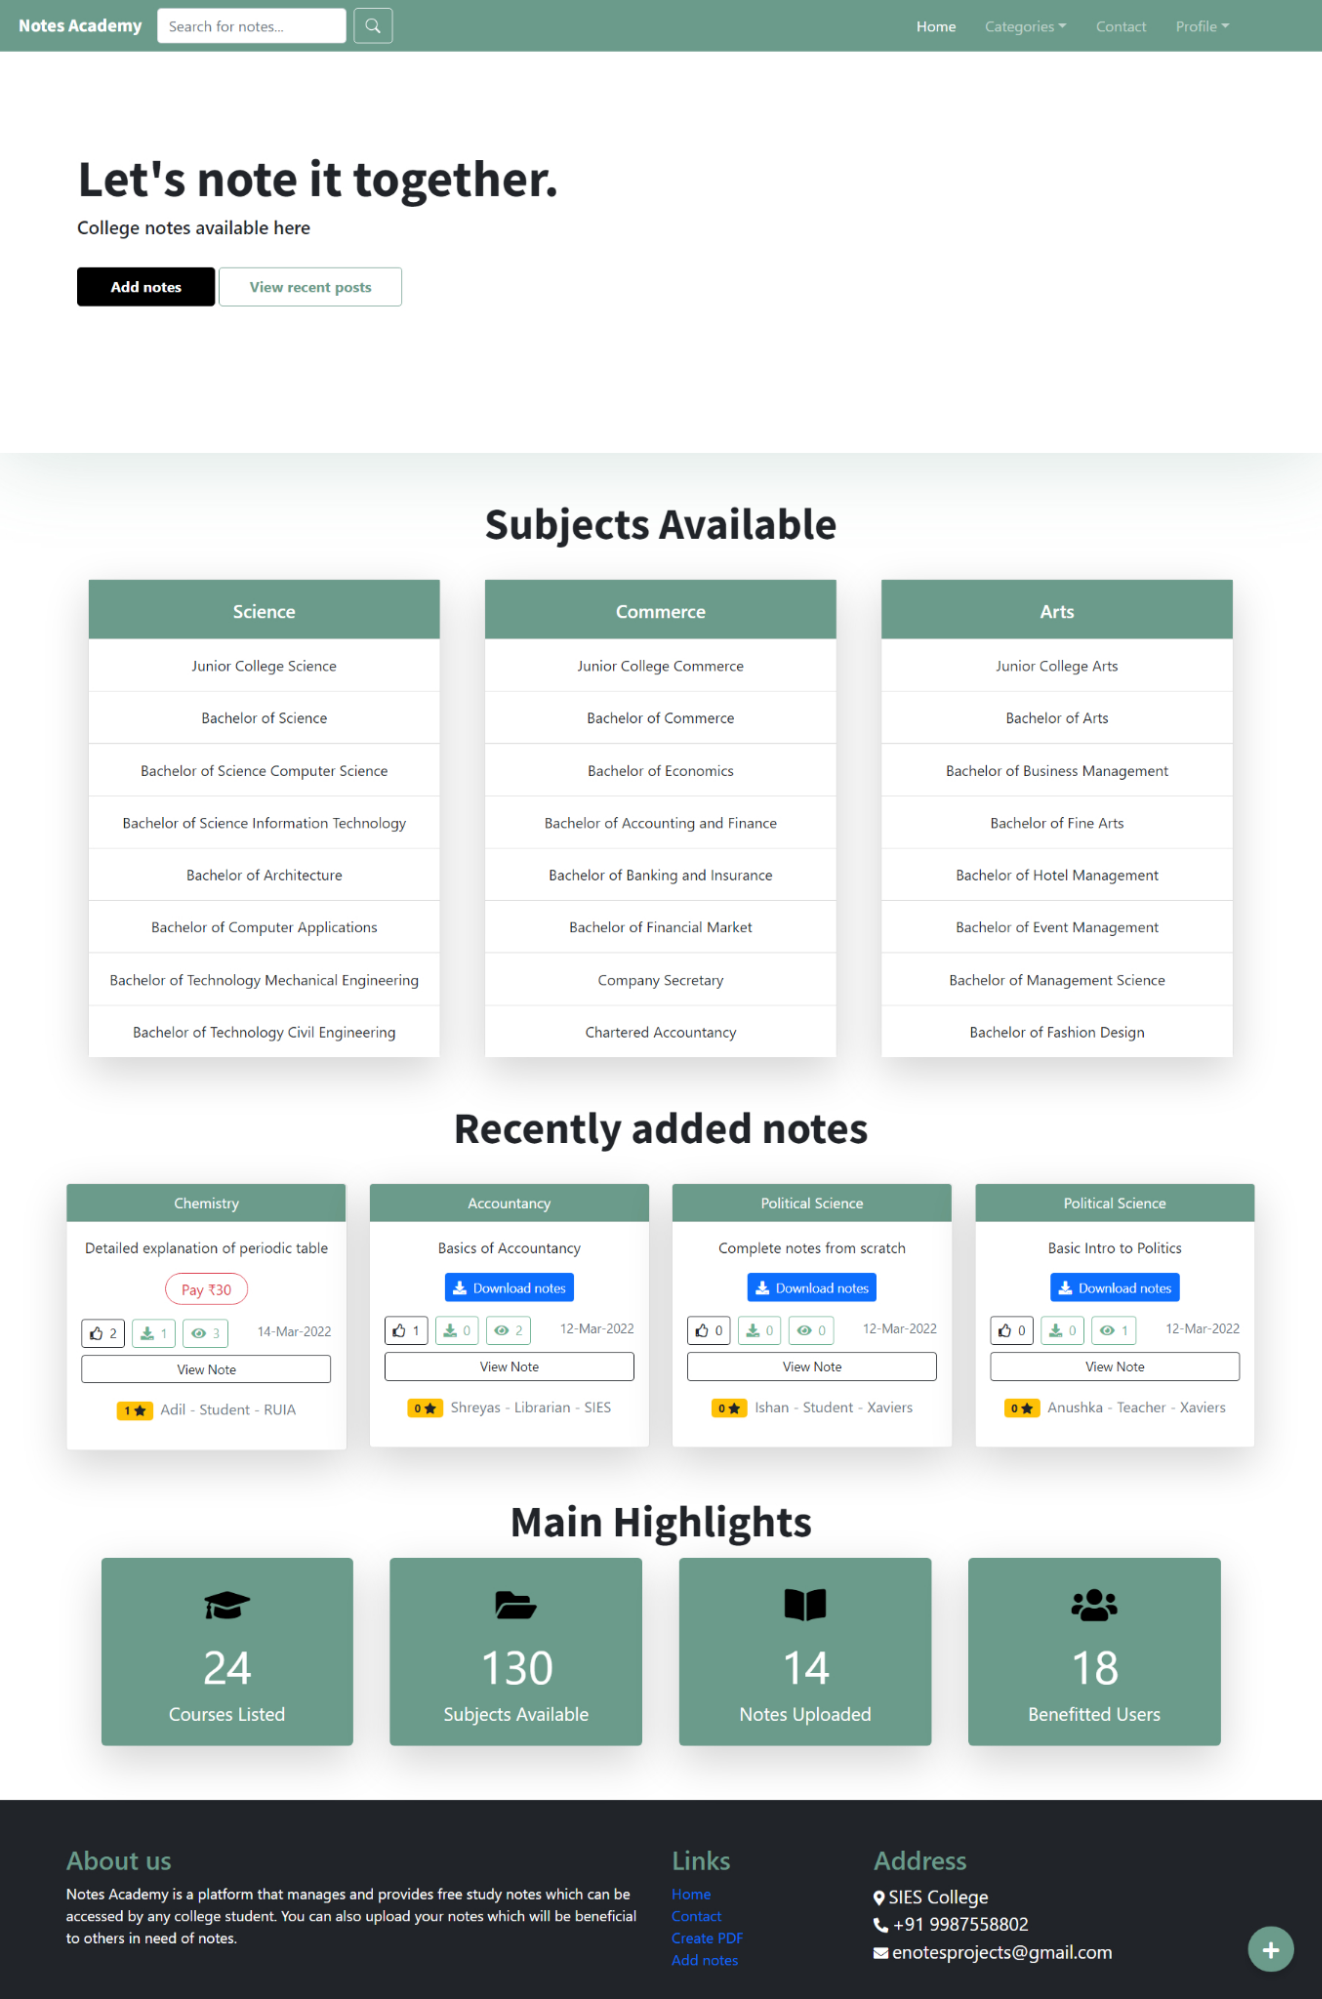 Notes Academy Search for notes... Home Categories Contact Profile
Let's note it together.
College notes available here
Add notes View recent posts
Subjects Available
Science
Junior College Science
Bachelor of Science
Bachelor of Science Computer Science
Bachelor of Science Information Technology
Bachelor of Architecture
Bachelor of Computer Applications
Bachelor of Technology Mechanical Engineering
Bachelor of Technology Civil Engineering
Commerce
Junior College Commerce
Bachelor of Commerce
Bachelor of Economics
Bachelor of Accounting and Finance
Bachelor of Banking and Insurance
Bachelor of Financial Market
Company Secretary
Chartered Accountancy
Arts
Junior College Arts
Bachelor of Arts
Bachelor of Business Management
Bachelor of Fine Arts
Bachelor of Hotel Management
Bachelor of Event Management
Bachelor of Management Science
Bachelor of Fashion Design
Recently added notes
Chemistry
Detailed explanation of periodic table
Pay ₹30
2 1 3 14-Mar-2022
View Note
1 Adil - Student - RUIA
Accountancy
Basics of Accountancy
Download notes
1 0 2 12-Mar-2022
View Note
0 Shreyas - Librarian - SIES
Political Science
Complete notes from scratch
Download notes
0 0 0 12-Mar-2022
View Note
0 Ishan - Student - Xaviers
Political Science
Basic Intro to Politics
Download notes
0 0 1 12-Mar-2022
View Note
0 Anushka - Teacher - Xaviers
Main Highlights
24
Courses Listed
130
Subjects Available
14
Notes Uploaded
18
Benefitted Users
About us
Notes Academy is a platform that manages and provides free study notes which can be
accessed by any college student. You can also upload your notes which will be beneficial
to others in need of notes.
Links
Home
Contact
Create PDF
Add notes
Address
SIES College
+91 9987558802
enotesprojects@gmail.com
+